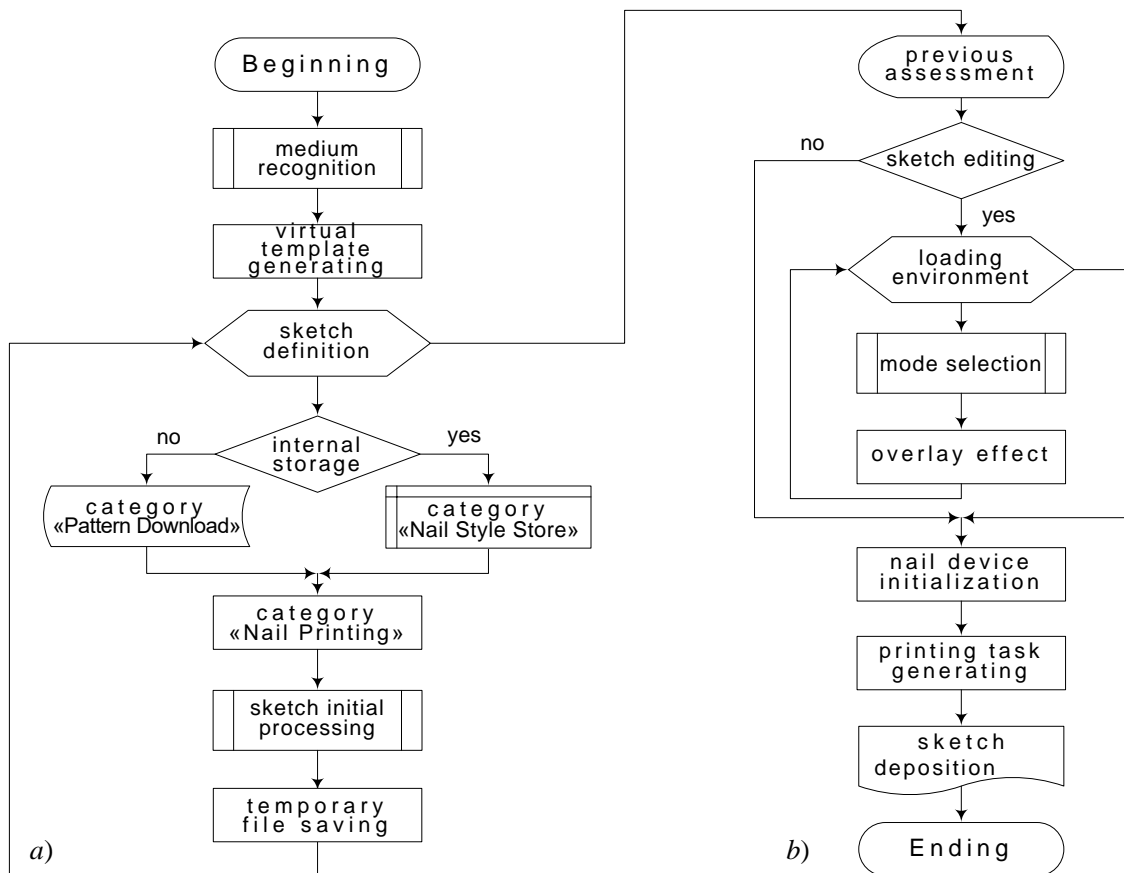 Beginning
medium
recognition
virtual
template
generating
sketch
definition
no
internal
storage
yes
category
«Pattern Download»
category
«Nail Style Store»
category
«Nail Printing»
sketch initial
processing
temporary
file saving
a)
previous
assessment
no
sketch editing
yes
loading
environment
mode selection
overlay effect
nail device
initialization
printing task
generating
sketch
deposition
b)
Ending